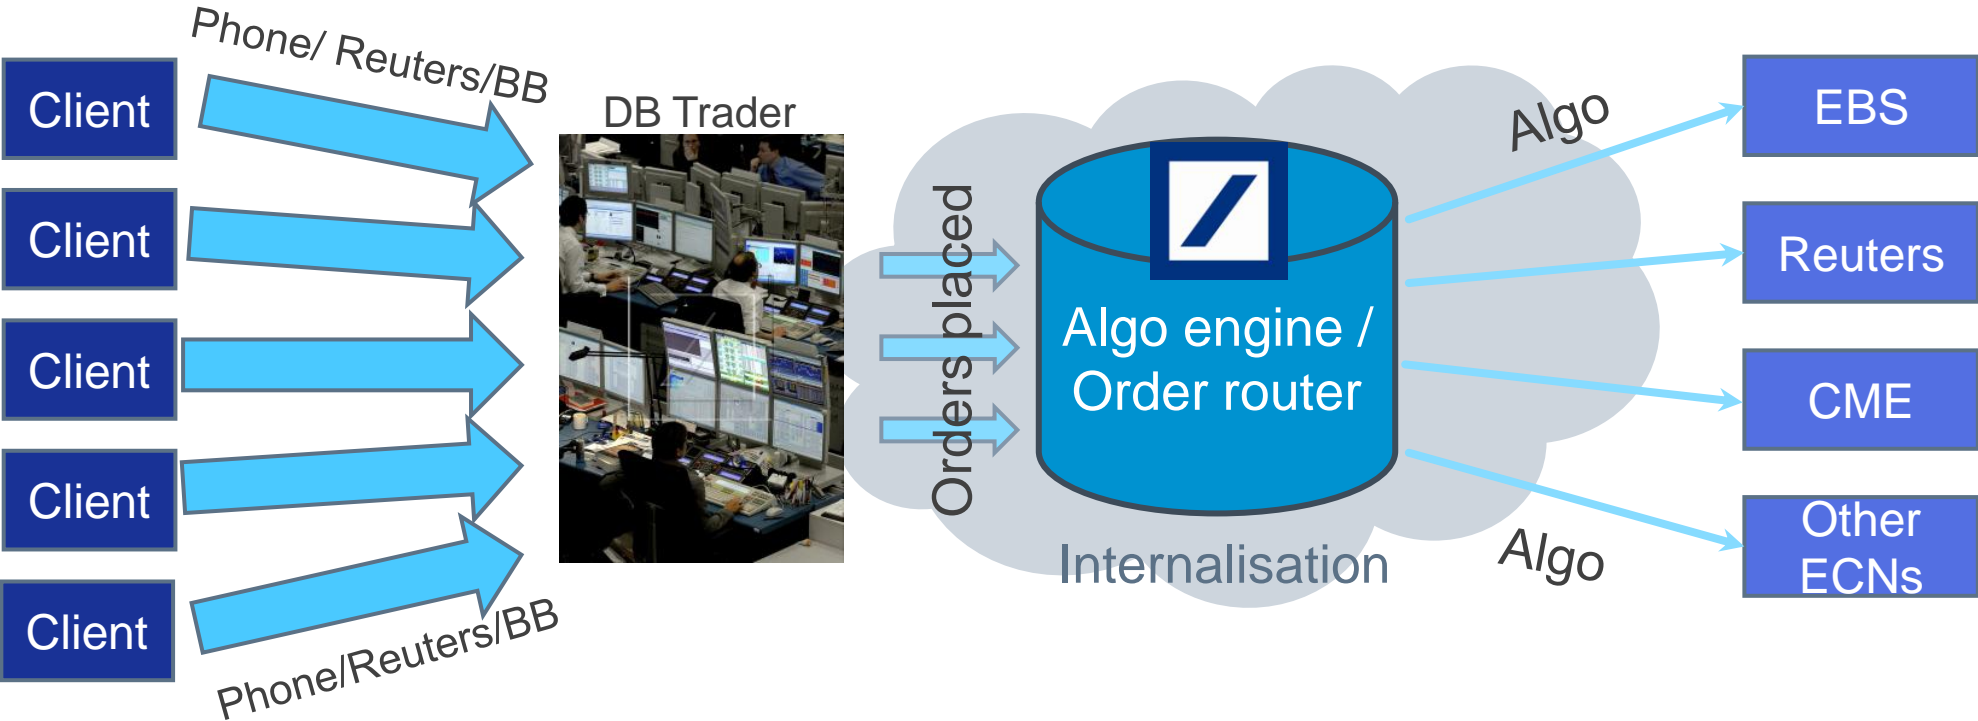 Phone/ Reuters/BB
Client
Client
Client
Client
Client
Phone/Reuters/BB
DB Trader
Orders placed
Algo engine /
Order router
Internalisation
Algo
Algo
EBS
Reuters
CME
Other
ECNs